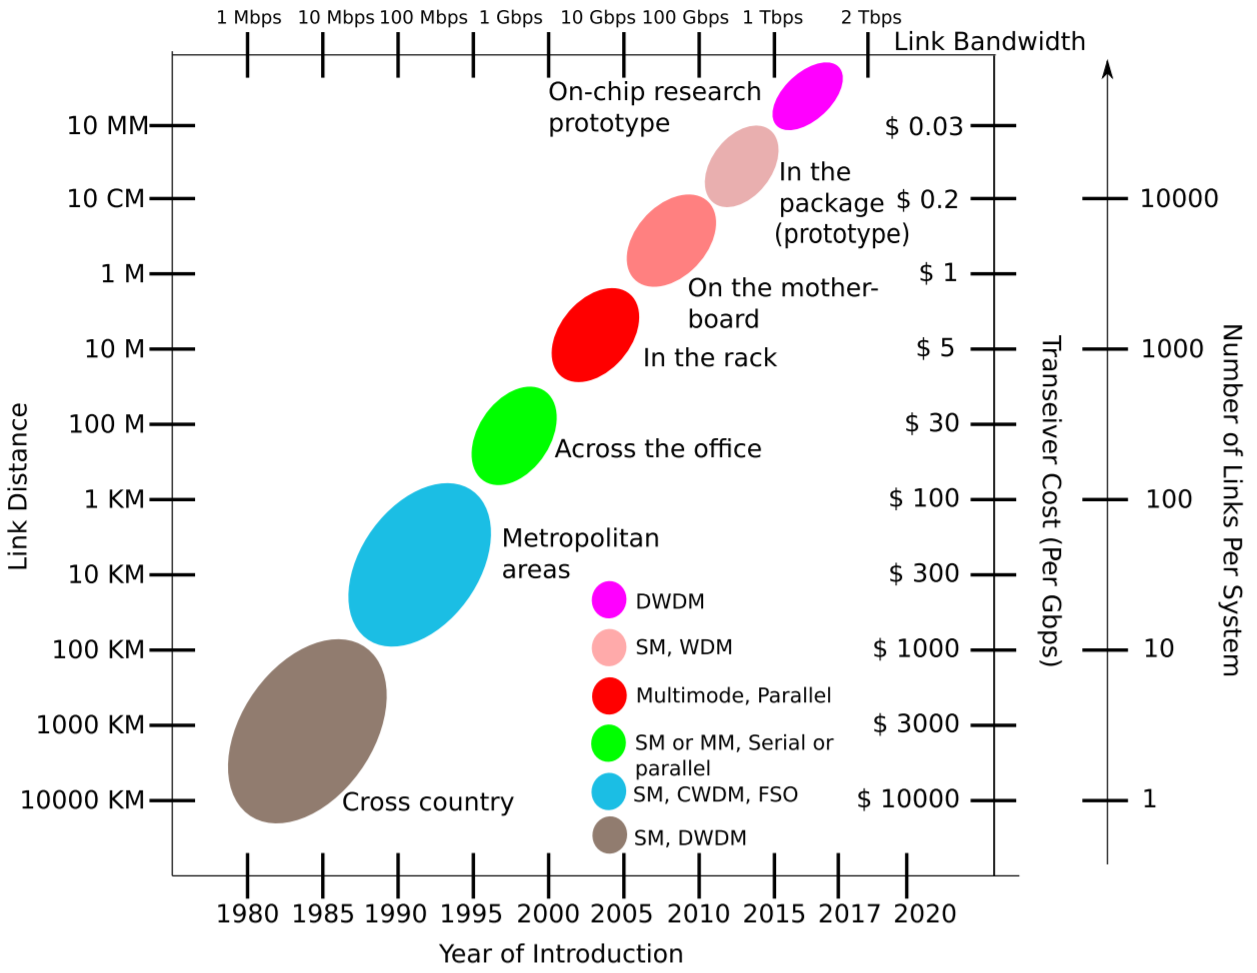 1 Mbps 10 Mbps 100 Mbps 1 Gbps 10 Gbps 100 Gbps 1 Tbps 2 Tbps
Link Bandwidth
On-chip research
prototype
In the
package
(prototype)
On the mother-
board
In the rack
Across the office
Metropolitan
areas
Cross country
DWDM
SM, WDM
Multimode, Parallel
SM or MM, Serial or
parallel
SM, CWDM, FSO
SM, DWDM
Link Distance
10 MM
10 CM
1 M
10 M
100 M
1 KM
10 KM
100 KM
1000 KM
10000 KM
$ 0.03
$ 0.2
$ 1
$ 5
$ 30
$ 100
$ 300
$ 1000
$ 3000
$ 10000
Transeiver Cost (Per Gbps)
10000
1000
100
10
1
Number of Links Per System
1980 1985 1990 1995 2000 2005 2010 2015 2017 2020
Year of Introduction